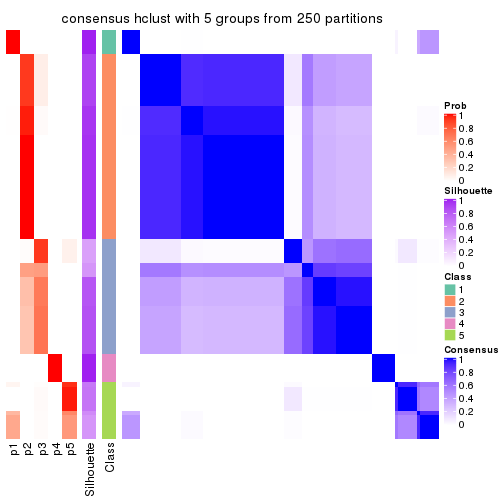 consensus hclust with 5 groups from 250 partitions
Prob
1
0.8
0.6
0.4
0.2
0
Silhouette
1
0.8
0.6
0.4
0.2
0
Class
1
2
3
4
5
Consensus
1
0.8
0.6
0.4
0.2
0
p1
p2
p3
p4
p5
Silhouette
Class